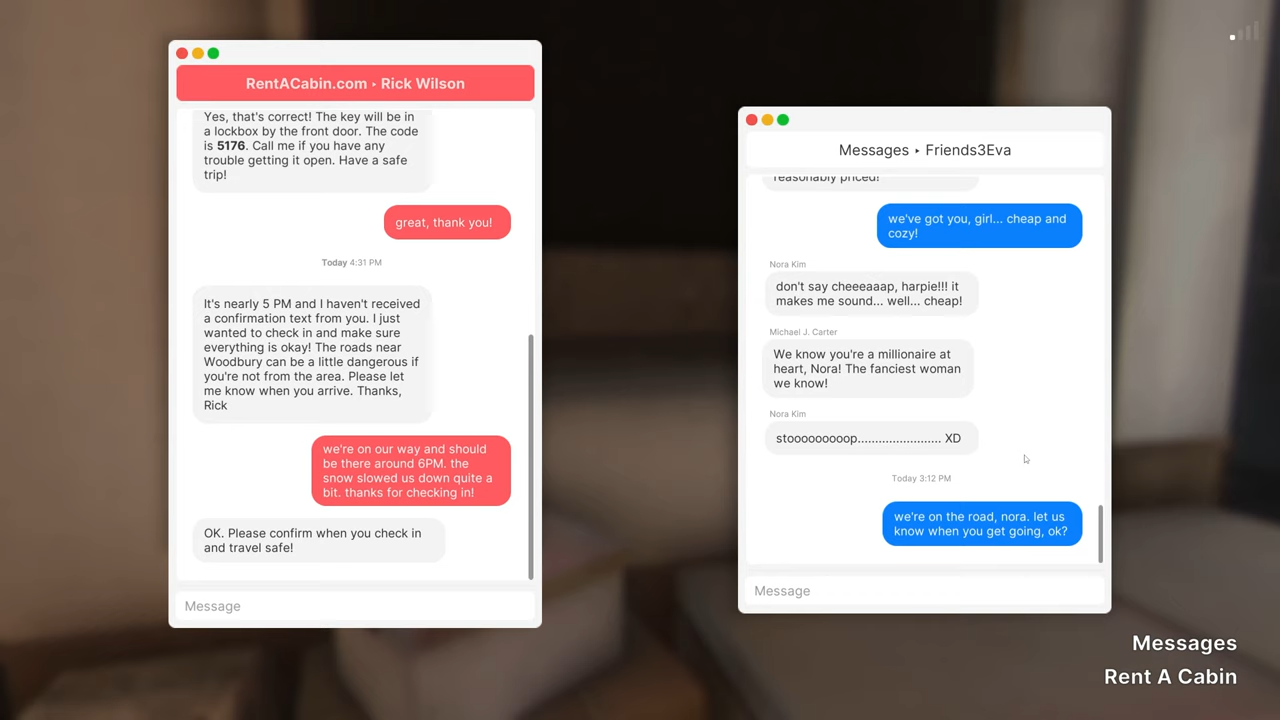 RentACabin.com ▸ Rick Wilson
Yes, that's correct! The key will be in
a lockbox by the front door. The code
is 5176. Call me if you have any
trouble getting it open. Have a safe
trip!
great, thank you!
Today 4:31 PM
It's nearly 5 PM and I haven't received
a confirmation text from you. I just
wanted to check in and make sure
everything is okay! The roads near
Woodbury can be a little dangerous if
you're not from the area. Please let
me know when you arrive. Thanks,
Rick
we're on our way and should
be there around 6PM. the
snow slowed us down quite a
bit. thanks for checking in!
OK. Please confirm when you check in
and travel safe!
Message
Messages ▸ Friends3Eva
reasonably priced!
we've got you, girl... cheap and
cozy!
Nora Kim
don't say cheeeaaap, harpie!!! it
makes me sound... well... cheap!
Michael J. Carter
We know you're a millionaire at
heart, Nora! The fanciest woman
we know!
Nora Kim
stooooooooop........................ XD
Today 3:12 PM
we're on the road, nora. let us
know when you get going, ok?
Message
Messages
Rent A Cabin